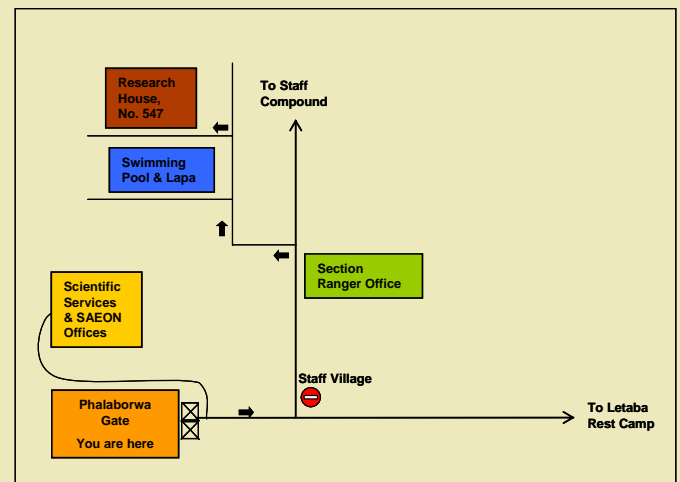 Research
House,
No. 547
To Staff
Compound
Swimming
Pool & Lapa
Section
Ranger Office
Scientific
Services
& SAEON
Offices
Staff Village
Phalaborwa
Gate
You are here
To Letaba
Rest Camp